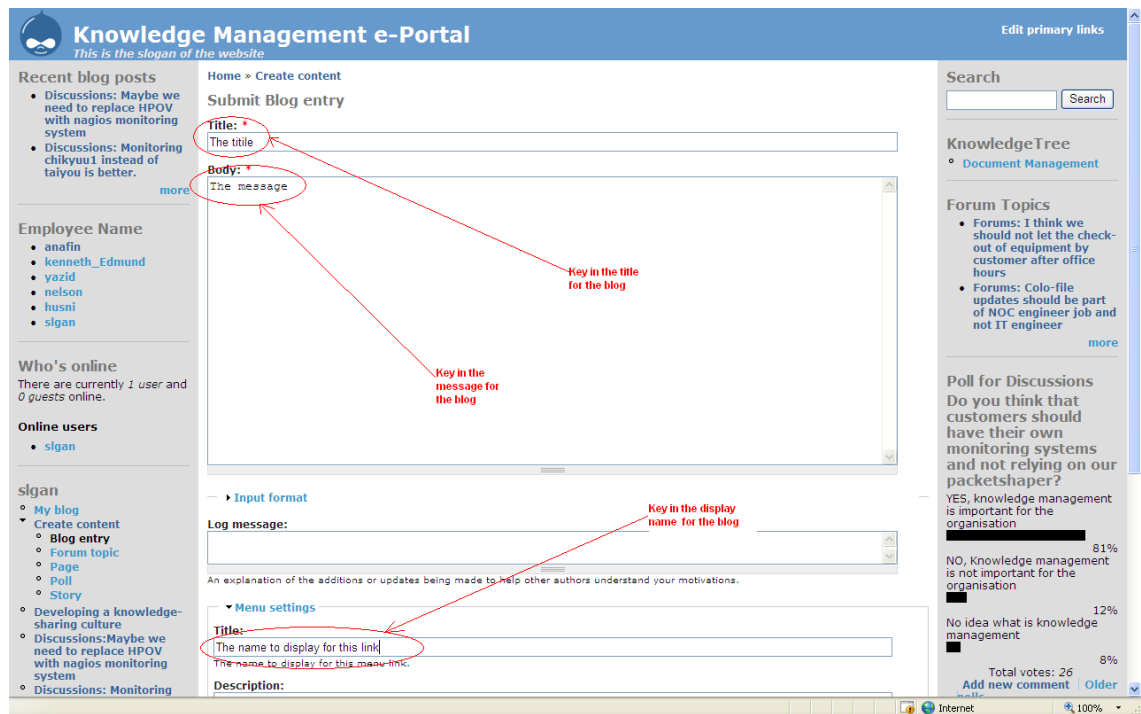 Knowledge Management e-Portal
This is the slogan of the website
Edit primary links
Recent blog posts
Discussions: Maybe we
need to replace HPOV
with nagios monitoring
system
Discussions: Monitoring
chikyuu1 instead of
taiyou is better.
more
Employee Name
anafin
kenneth_Edmund
yazid
nelson
husni
slgan
Who's online
There are currently 1 user and
0 guests online.
Online users
slgan
slgan
My blog
Create content
Blog entry
Forum topic
Page
Poll
Story
Developing a knowledge-
sharing culture
Discussions:Maybe we
need to replace HPOV
with nagios monitoring
system
Discussions: Monitoring
Home » Create content
Submit Blog entry
Title: *
The titile
Body: *
The message
Key in the title
for the blog
Key in the
message for
the blog
Input format
Key in the display
name for the blog
Log message:
An explanation of the additions or updates being made to help other authors understand your motivations.
Menu settings
Title:
The name to display for this link
The name to display for this menu link.
Description:
Search
Search
KnowledgeTree
Document Management
Forum Topics
Forums: I think we
should not let the check-
out of equipment by
customer after office
hours
Forums: Colo-file
updates should be part
of NOC engineer job and
not IT engineer
more
Poll for Discussions
Do you think that
customers should
have their own
monitoring systems
and not relying on our
packetshaper?
YES, knowledge management
is important for the
organisation
81%
NO, Knowledge management
is not important for the
organisation
12%
No idea what is knowledge
management
8%
Total votes: 26
Add new comment Older
polls
Internet
100%